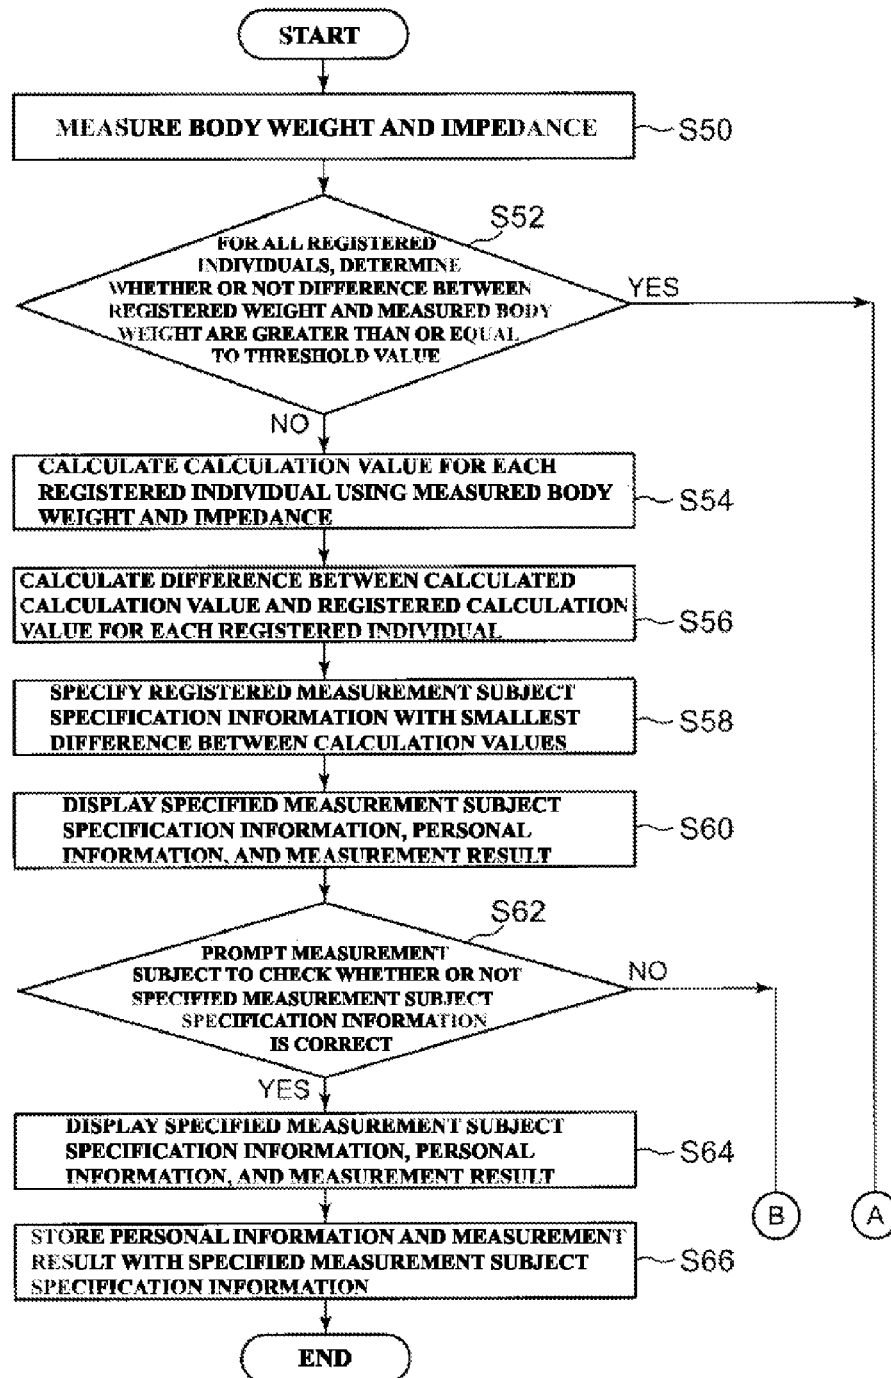 START
MEASURE BODY WEIGHT AND IMPEDANCE
S50
S52
FOR ALL REGISTERED
INDIVIDUALS, DETERMINE
WHETHER OR NOT DIFFERENCE BETWEEN
REGISTERED WEIGHT AND MEASURED BODY
WEIGHT ARE GREATER THAN OR EQUAL
TO THRESHOLD VALUE
YES
NO
CALCULATE CALCULATION VALUE FOR EACH
REGISTERED INDIVIDUAL USING MEASURED BODY
WEIGHT AND IMPEDANCE
S54
CALCULATE DIFFERENCE BETWEEN CALCULATED
CALCULATION VALUE AND REGISTERED CALCULATION
VALUE FOR EACH REGISTERED INDIVIDUAL
S56
SPECIFY REGISTERED MEASUREMENT SUBJECT
SPECIFICATION INFORMATION WITH SMALLEST
DIFFERENCE BETWEEN CALCULATION VALUES
S58
DISPLAY SPECIFIED MEASUREMENT SUBJECT
SPECIFICATION INFORMATION, PERSONAL
INFORMATION, AND MEASUREMENT RESULT
S60
S62
PROMPT MEASUREMENT
SUBJECT TO CHECK WHETHER OR NOT
SPECIFIED MEASUREMENT SUBJECT
SPECIFICATION INFORMATION
IS CORRECT
NO
YES
DISPLAY SPECIFIED MEASUREMENT SUBJECT
SPECIFICATION INFORMATION, PERSONAL
INFORMATION, AND MEASUREMENT RESULT
S64
B
A
STORE PERSONAL INFORMATION AND MEASUREMENT
RESULT WITH SPECIFIED MEASUREMENT SUBJECT
SPECIFICATION INFORMATION
S66
END